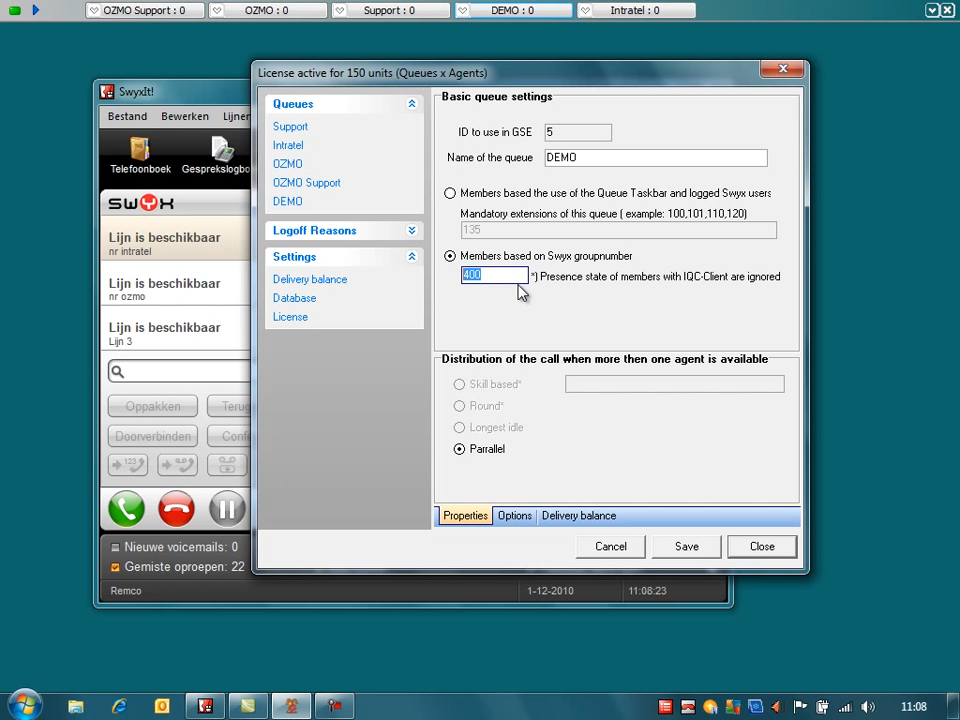 OZMO Support : 0
OZMO : 0
Support : 0
DEMO : 0
Intratel : 0
License active for 150 units (Queues x Agents)
SwyxIt!
Bestand Bewerken Lijnen
Telefoonboek Gesprekslogbo
swyx
Lijn is beschikbaar
nr intratel
Lijn is beschikbaar
nr ozmo
Lijn is beschikbaar
Lijn 3
Oppakken Terug
Doorverbinden Confe
Nieuwe voicemails: 0
Gemiste oproepen: 22
Remco 1-12-2010 11:08:23
Queues
Support
Intratel
OZMO
OZMO Support
DEMO
Logoff Reasons
Settings
Delivery balance
Database
License
Basic queue settings
ID to use in GSE 5
Name of the queue DEMO
Members based the use of the Queue Taskbar and logged Swyx users
Mandatory extensions of this queue ( example: 100,101,110,120)
135
Members based on Swyx groupnumber
400 *) Presence state of members with IQC-Client are ignored
Distribution of the call when more then one agent is available
Skill based*
Round*
Longest idle
Parrallel
Properties Options Delivery balance
Cancel Save Close
11:08